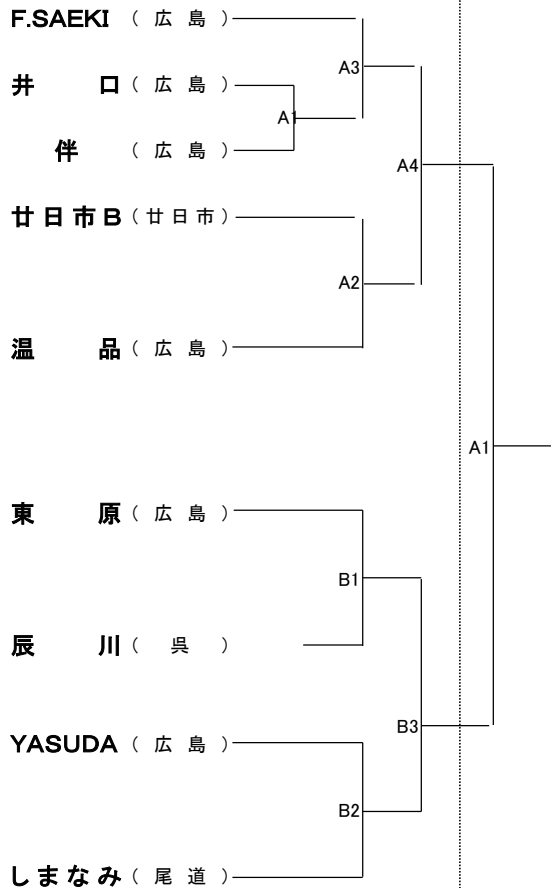 F.SAEKI ( 広 島 )
A3
井 口 ( 広 島 )
A1
伴 ( 広 島 )
A4
廿日市B ( 廿日市 )
A2
温 品 ( 広 島 )
A1
東 原 ( 広 島 )
B1
辰 川 ( 呉 )
B3
YASUDA ( 広 島 )
B2
しまなみ ( 尾 道 )